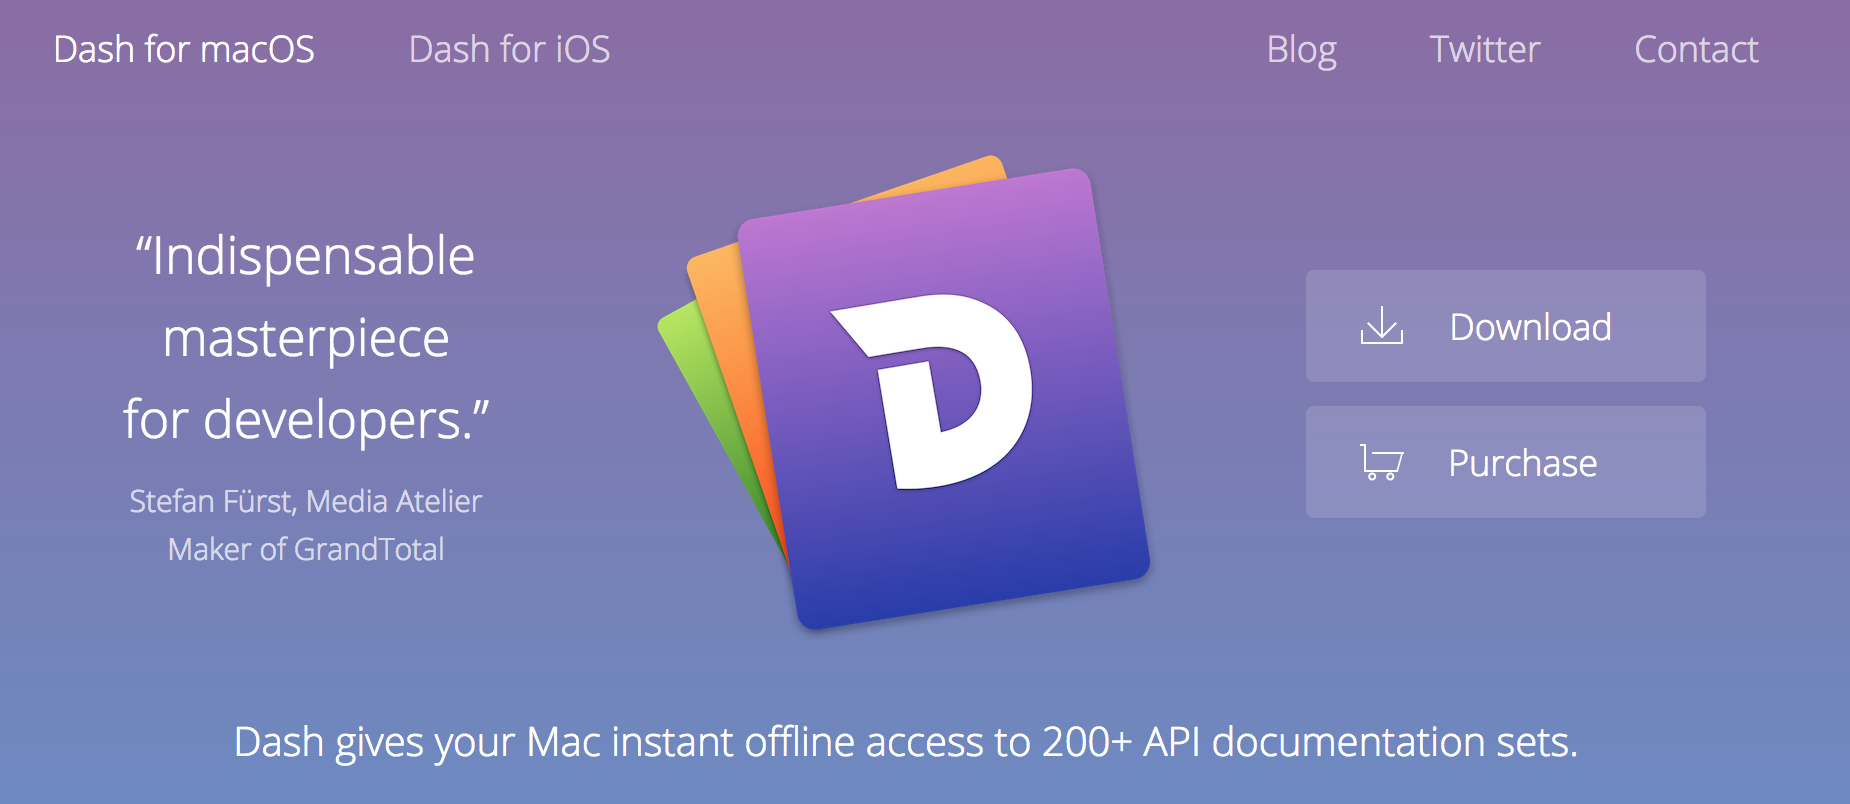 Dash for macOS
Dash for iOS
Blog
Twitter
Contact
“Indispensable
masterpiece
for developers.”
Stefan Fürst, Media Atelier
Maker of GrandTotal
D
Download
Purchase
Dash gives your Mac instant offline access to 200+ API documentation sets.